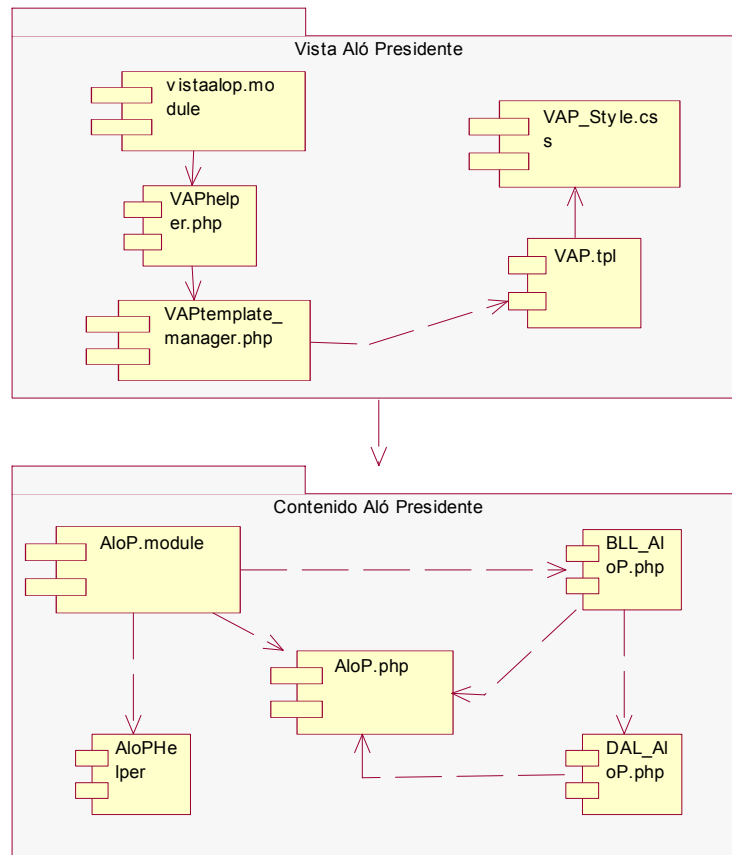 Vista Aló Presidente
vistaalop.mo
dule
VAP_Style.cs
s
VAPhelp
er.php
VAP.tpl
VAPtemplate_
manager.php
Contenido Aló Presidente
AloP.module
BLL_Al
oP.php
AloP.php
AloPHe
lper
DAL_Al
oP.php